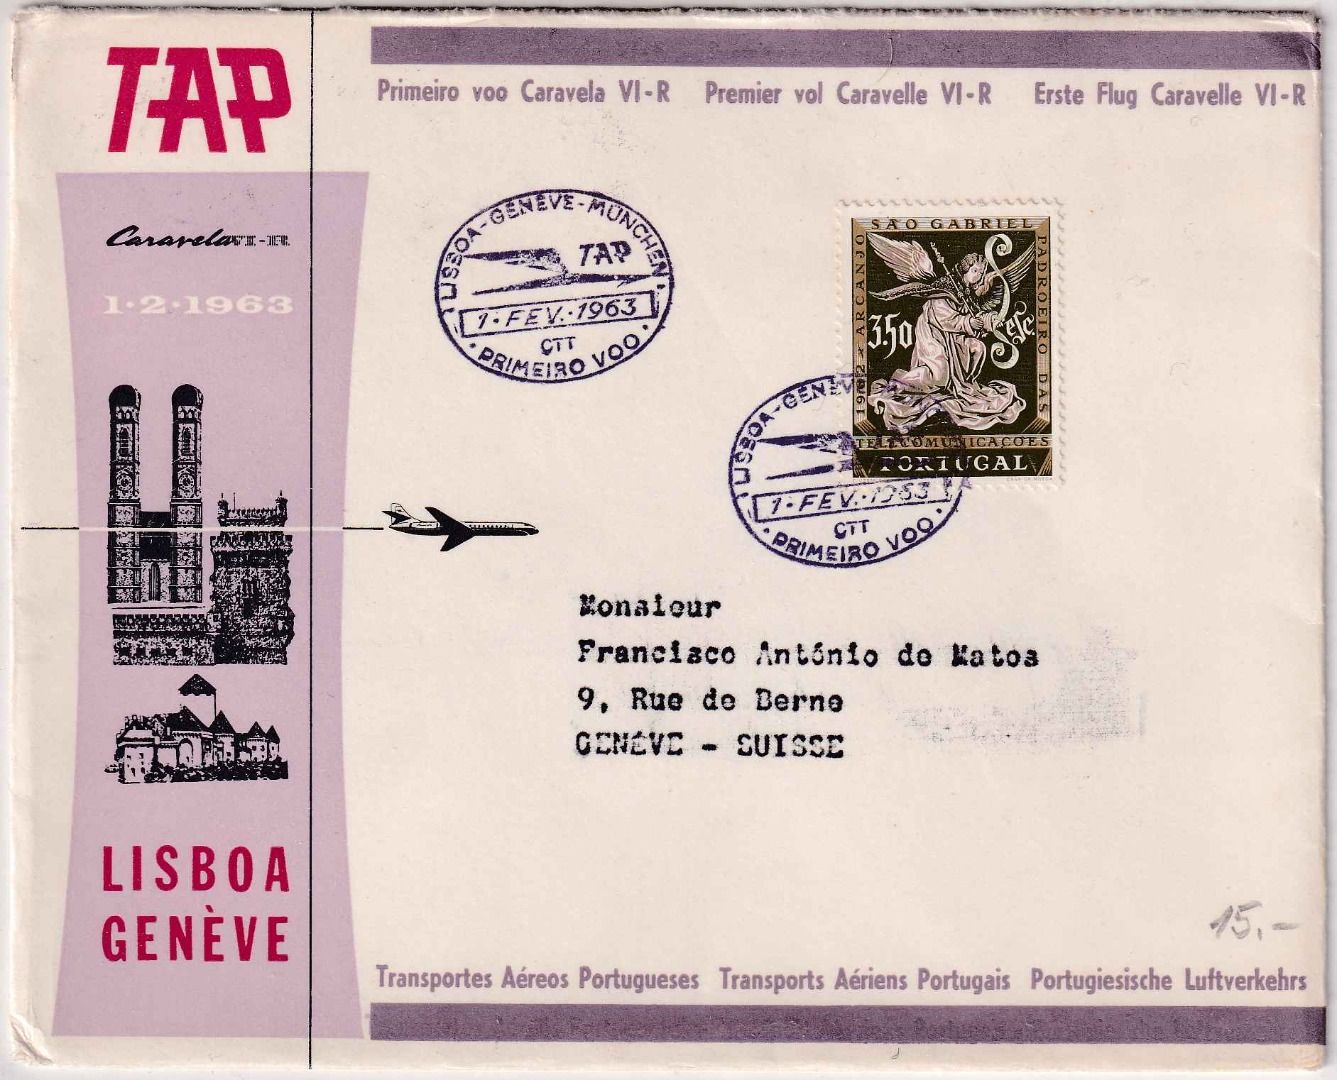 TAP
Primeiro voo Caravela VI-R Premier vol Caravelle VI-R Erste Flug Caravelle VI-R
Caravela VI-R
1·2·1963
LISBOA-GENÈVE-MÜNCHEN
TAP
1·FEV.·1963
CTT
·PRIMEIRO VOO·
1962 ARCANJO SÃO GABRIEL PADROEIRO DAS TELECOMUNICAÇÕES
3.50 esc.
PORTUGAL
LISBOA-GENÈVE
1·FEV.·1963
CTT
·PRIMEIRO VOO·
Monsieur
Francisco António de Matos
9, Rue de Berne
GENÉVE - SUISSE
LISBOA
GENÈVE
15.-
Transportes Aéreos Portugueses Transports Aériens Portugais Portugiesische Luftverkehrs